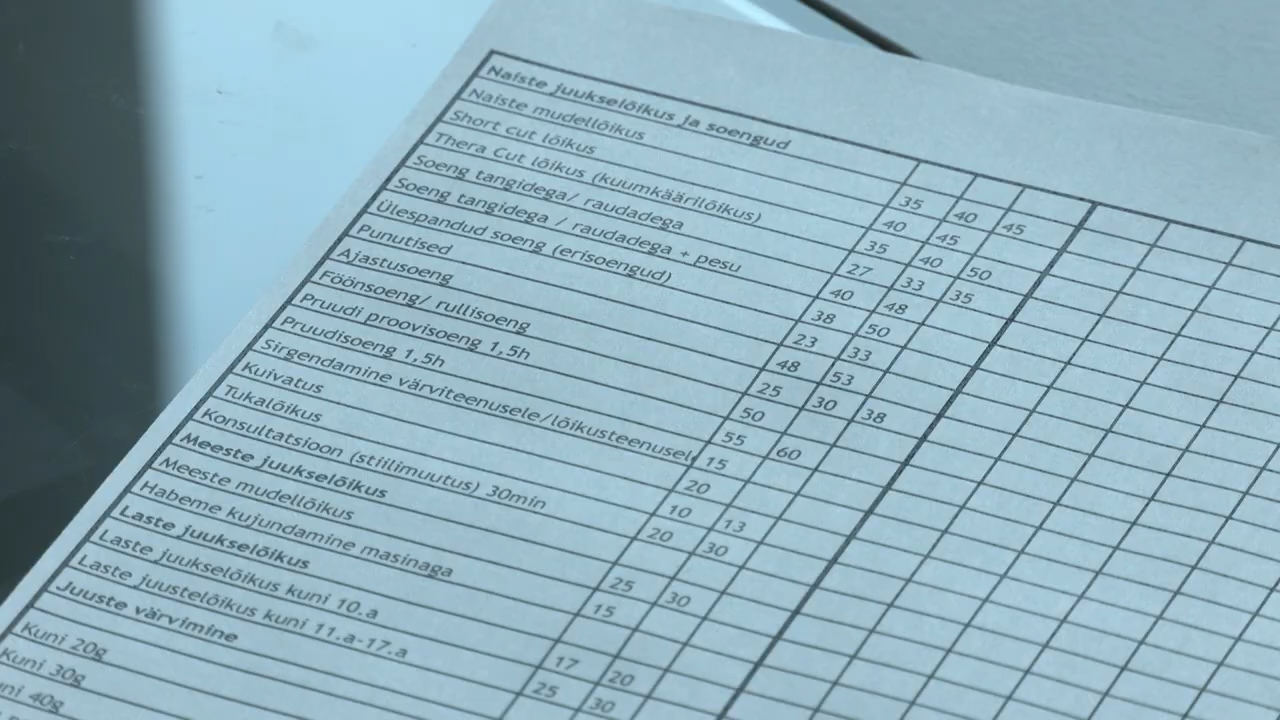 Naiste juukselõikus ja soengud
Naiste mudellõikus 35 40 45
Short cut lõikus 40 45
Thera Cut lõikus (kuumkäärilõikus) 35 40 50
Soeng tangidega/ raudadega 27 33 35
Soeng tangidega / raudadega + pesu 40 48
Ülespandud soeng (erisoengud) 38 50
Punutised 23 33
Ajastusoeng 48 53
Föönsoeng/ rullisoeng 25 30 38
Pruudi proovisoeng 1,5h 50
Pruudisoeng 1,5h 55 60
Sirgendamine värviteenusele/lõikusteenusel 15
Kuivatus 20
Tukalõikus 10 13
Konsultatsioon (stiilimuutus) 30min 20 30
Meeste juukselõikus
Meeste mudellõikus 25 30
Habeme kujundamine masinaga 15
Laste juukselõikus
Laste juukselõikus kuni 10.a 17 20
Laste juustelõikus kuni 11.a-17.a 25 30
Juuste värvimine
Kuni 20g
Kuni 30g
uni 40g